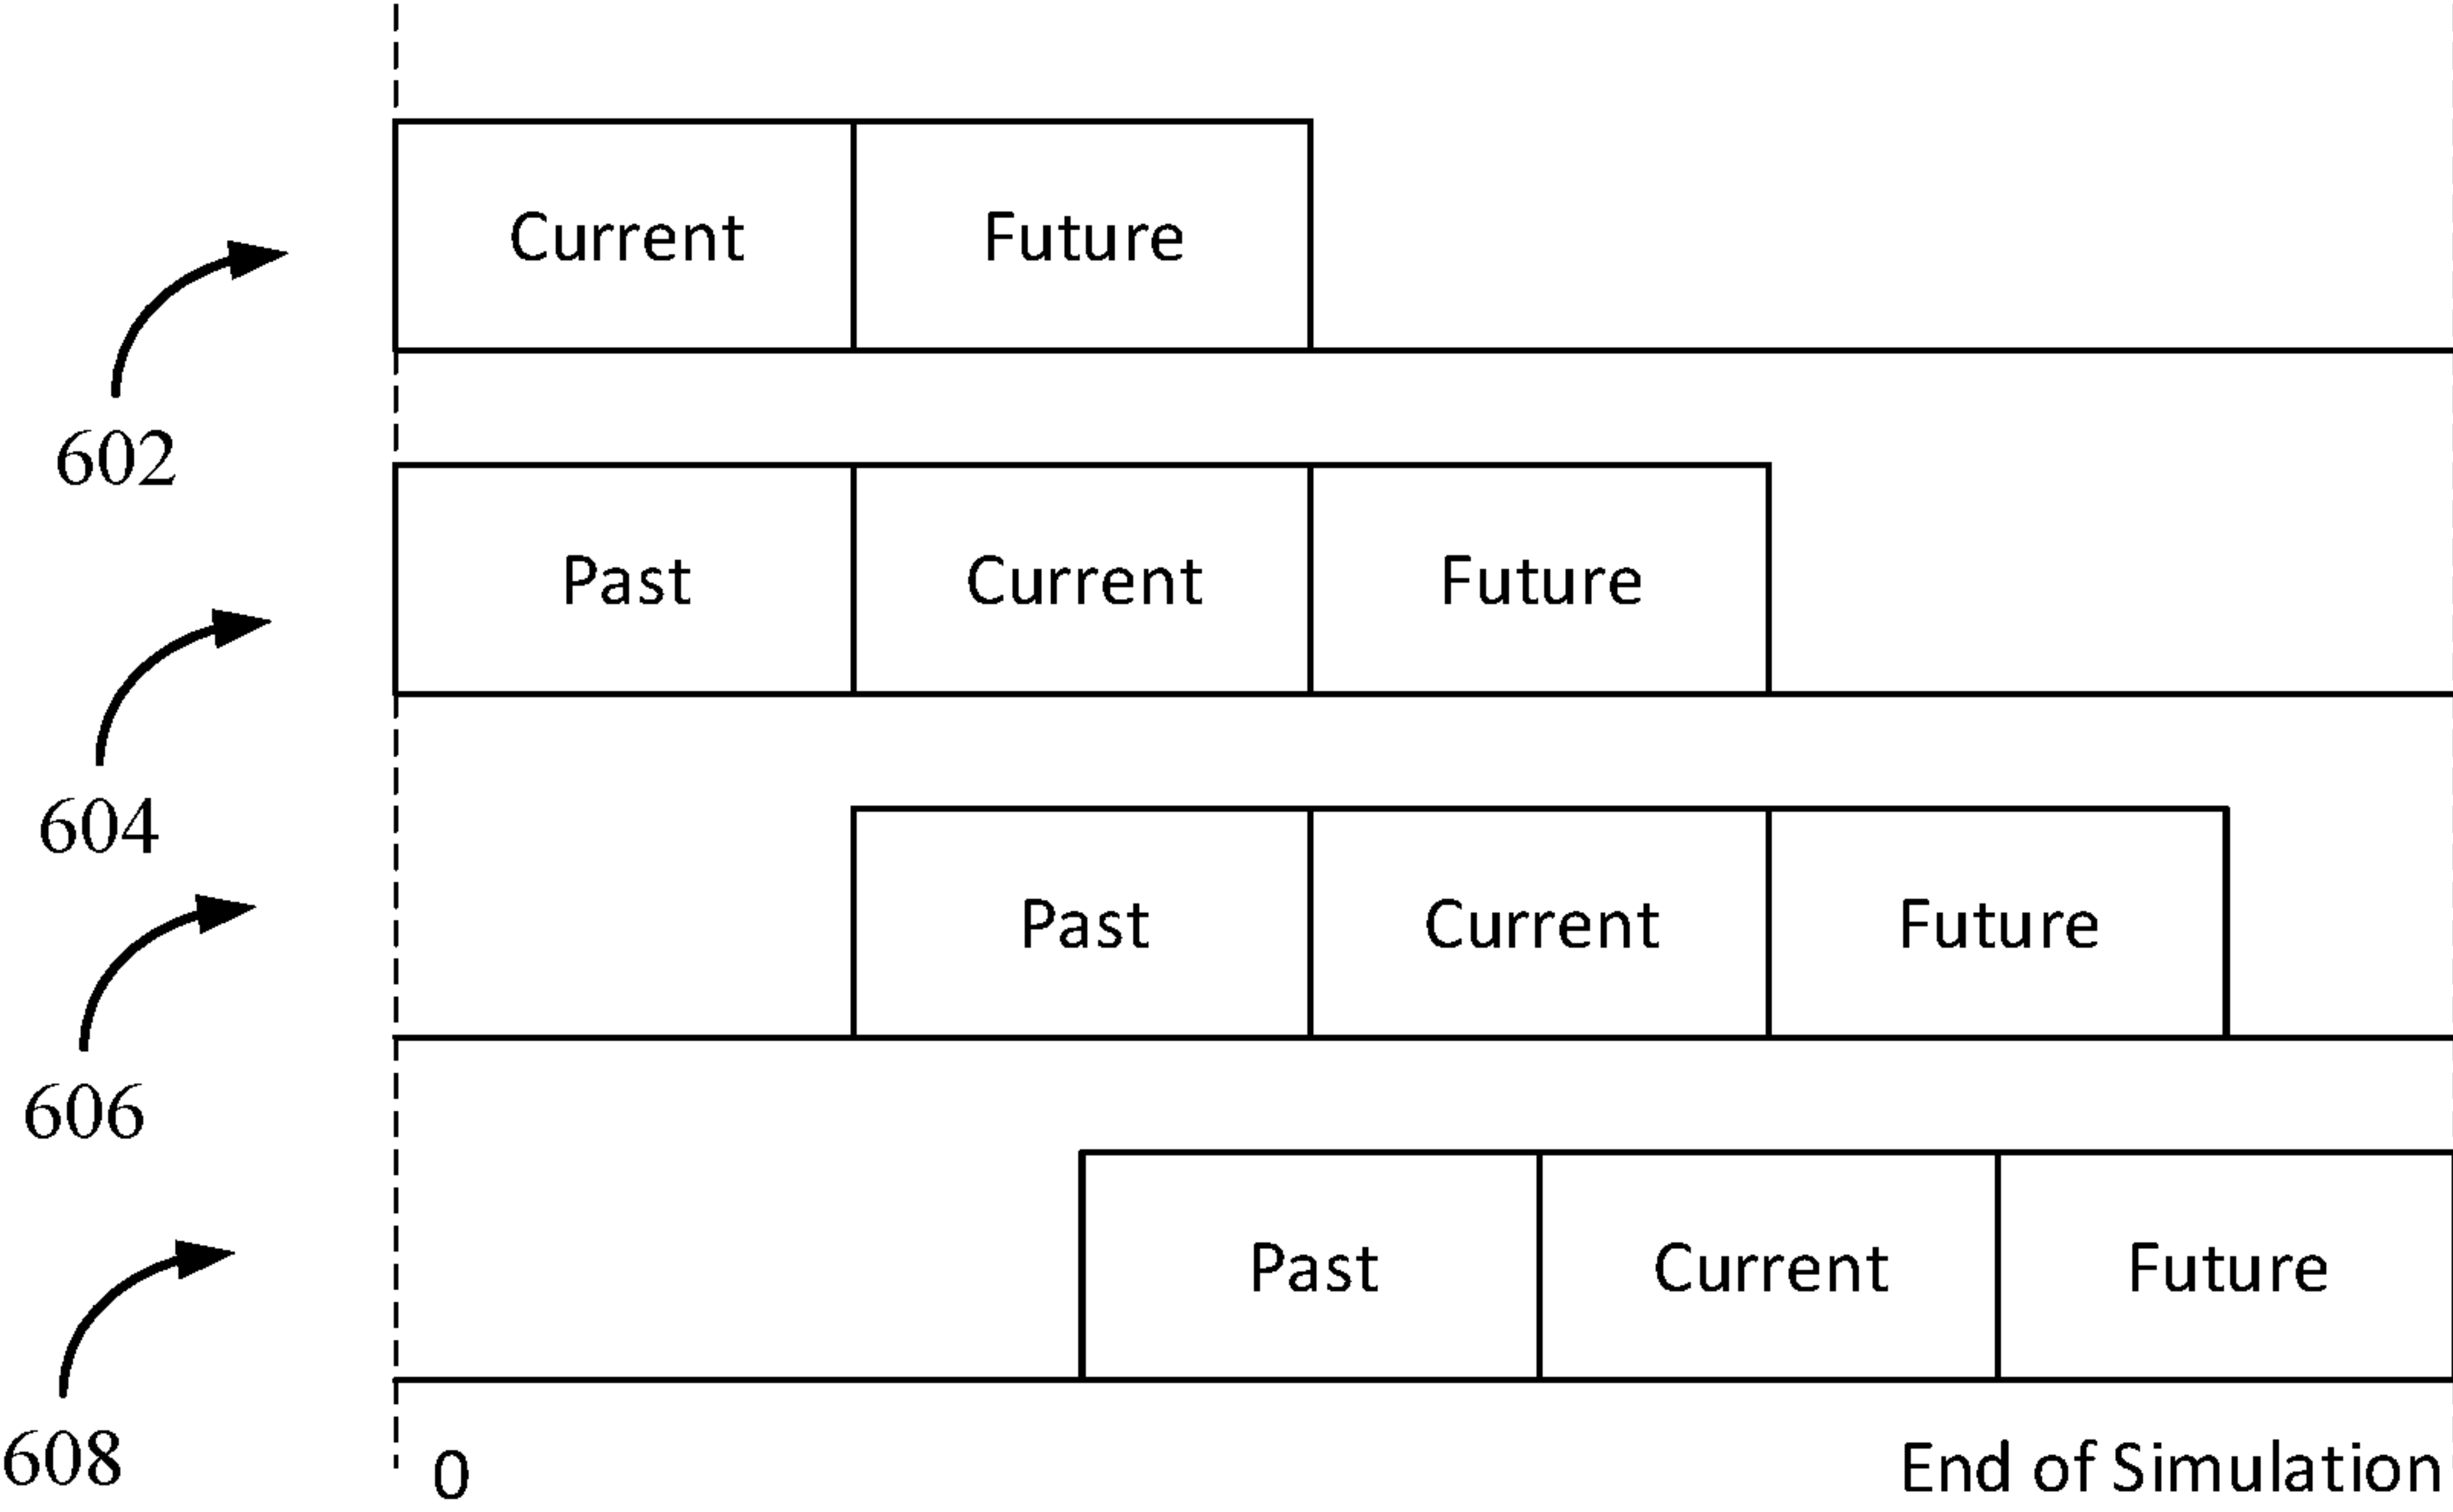 Current Future
602
Past Current Future
604
Past Current Future
606
Past Current Future
608
0 End of Simulation